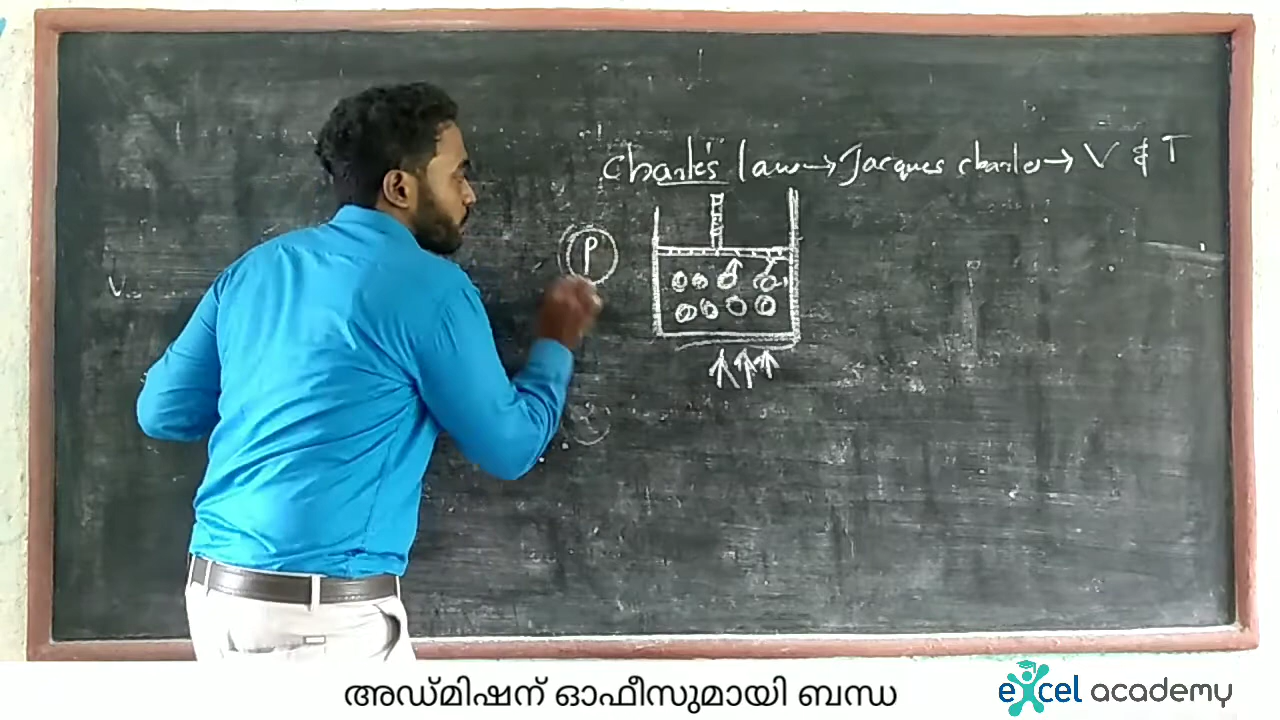 Charle's law → Jacques charles → V & T
P
V
അഡ്മിഷന് ഓഫീസുമായി ബന്ധ
excel academy